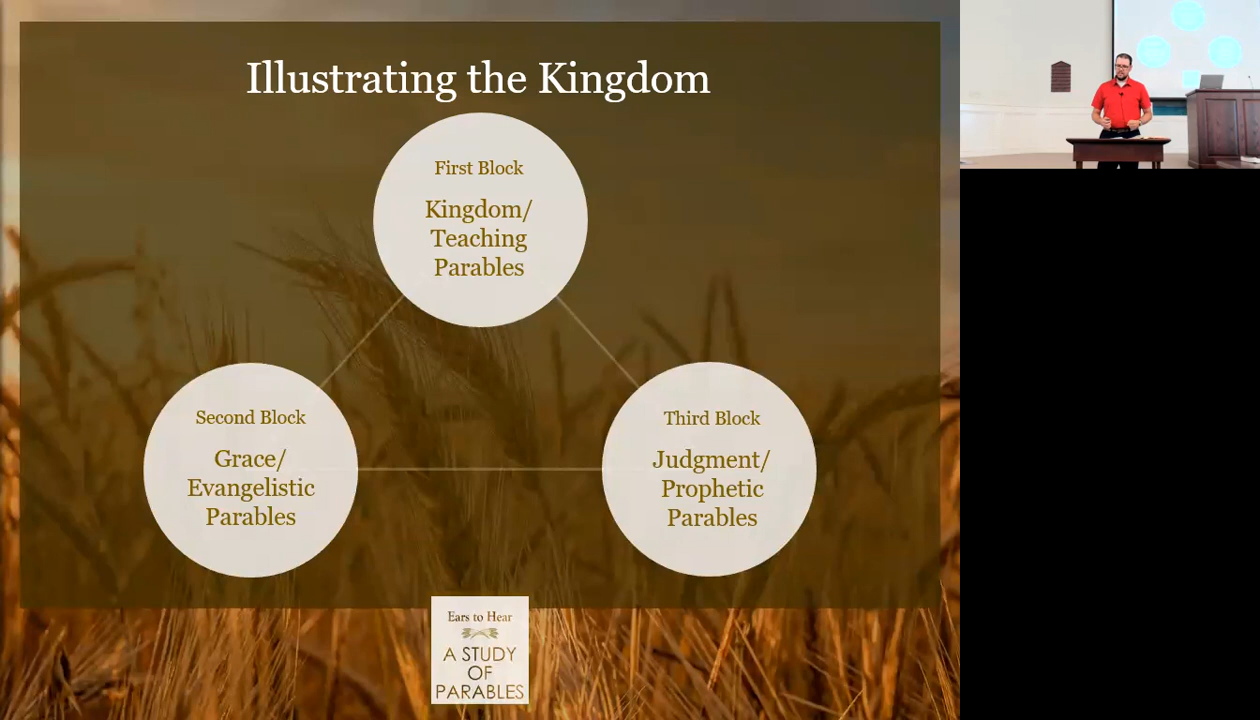 Illustrating the Kingdom
First Block
Kingdom/
Teaching
Parables
Second Block
Grace/
Evangelistic
Parables
Third Block
Judgment/
Prophetic
Parables
Ears to Hear
A STUDY
OF
PARABLES